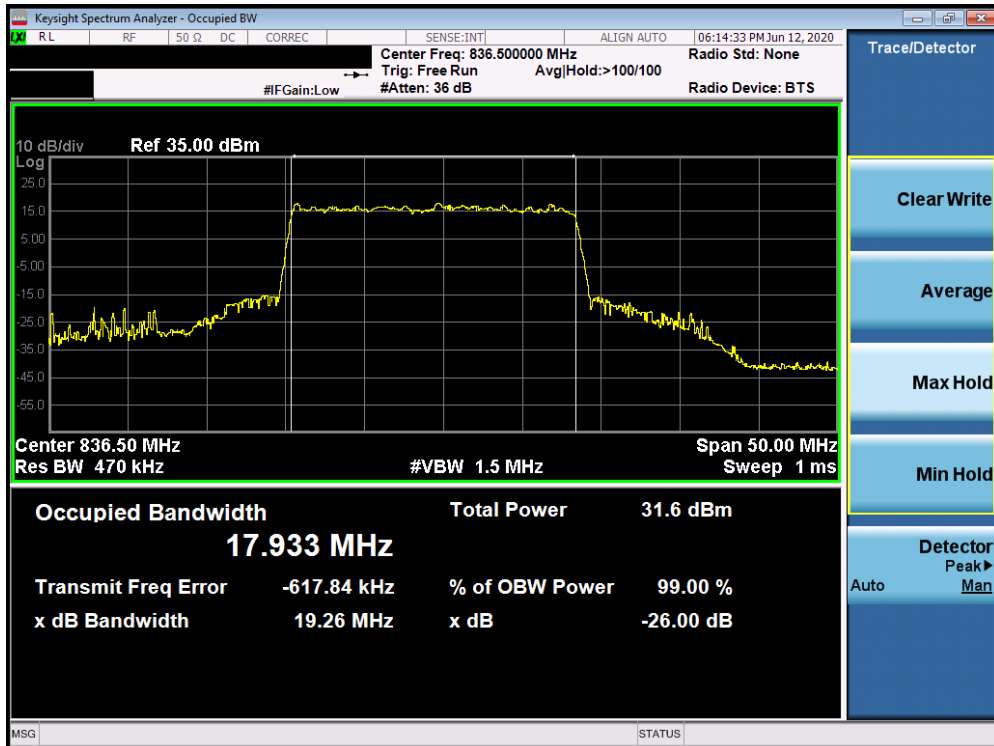 Keysight Spectrum Analyzer - Occupied BW
LXI RL RF 50 Ω DC CORREC SENSE:INT ALIGN AUTO 06:14:33 PM Jun 12, 2020
Center Freq: 836.500000 MHz Radio Std: None
Trig: Free Run Avg|Hold:>100/100
#IFGain:Low #Atten: 36 dB Radio Device: BTS
10 dB/div Ref 35.00 dBm
Log
25.0
15.0
5.00
-5.00
-15.0
-25.0
-35.0
-45.0
-55.0
Center 836.50 MHz Span 50.00 MHz
Res BW 470 kHz #VBW 1.5 MHz Sweep 1 ms
Occupied Bandwidth Total Power 31.6 dBm
17.933 MHz
Transmit Freq Error -617.84 kHz % of OBW Power 99.00 %
x dB Bandwidth 19.26 MHz x dB -26.00 dB
Trace/Detector
Clear Write
Average
Max Hold
Min Hold
Detector
Peak▶
Auto Man
MSG STATUS